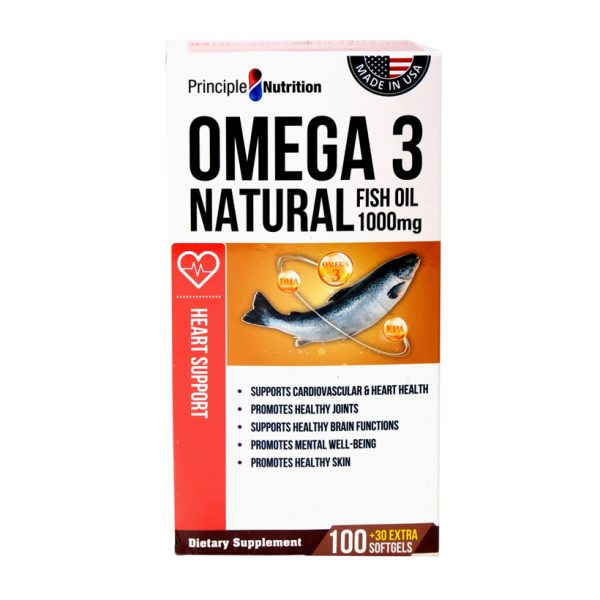 MADE IN USA
Principle Nutrition
OMEGA 3
NATURAL
FISH OIL
1000mg
OMEGA
3
DHA
EPA
HEART SUPPORT
• SUPPORTS CARDIOVASCULAR & HEART HEALTH
• PROMOTES HEALTHY JOINTS
• SUPPORTS HEALTHY BRAIN FUNCTIONS
• PROMOTES MENTAL WELL-BEING
• PROMOTES HEALTHY SKIN
Dietary Supplement
100 +30 EXTRA
SOFTGELS